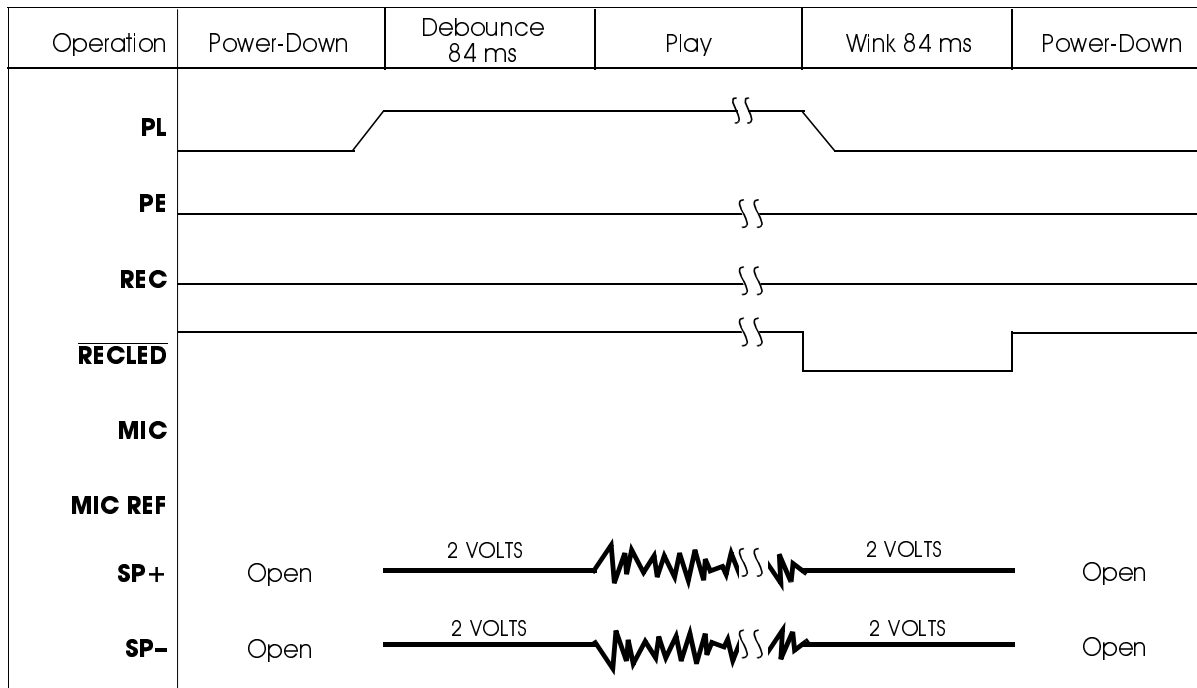 Operation Power-Down Debounce 84 ms Play Wink 84 ms Power-Down
PL
PE
REC
RECLED
MIC
MIC REF
SP+ Open 2 VOLTS 2 VOLTS Open
SP– Open 2 VOLTS 2 VOLTS Open